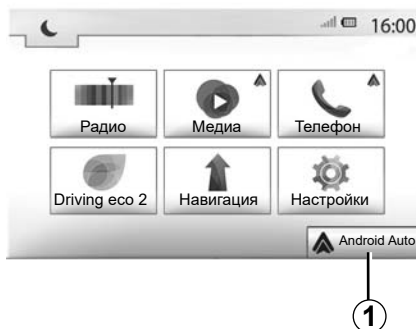 16:00
Радио
Медиа
Телефон
Driving eco 2
Навигация
Настройки
Android Auto
1